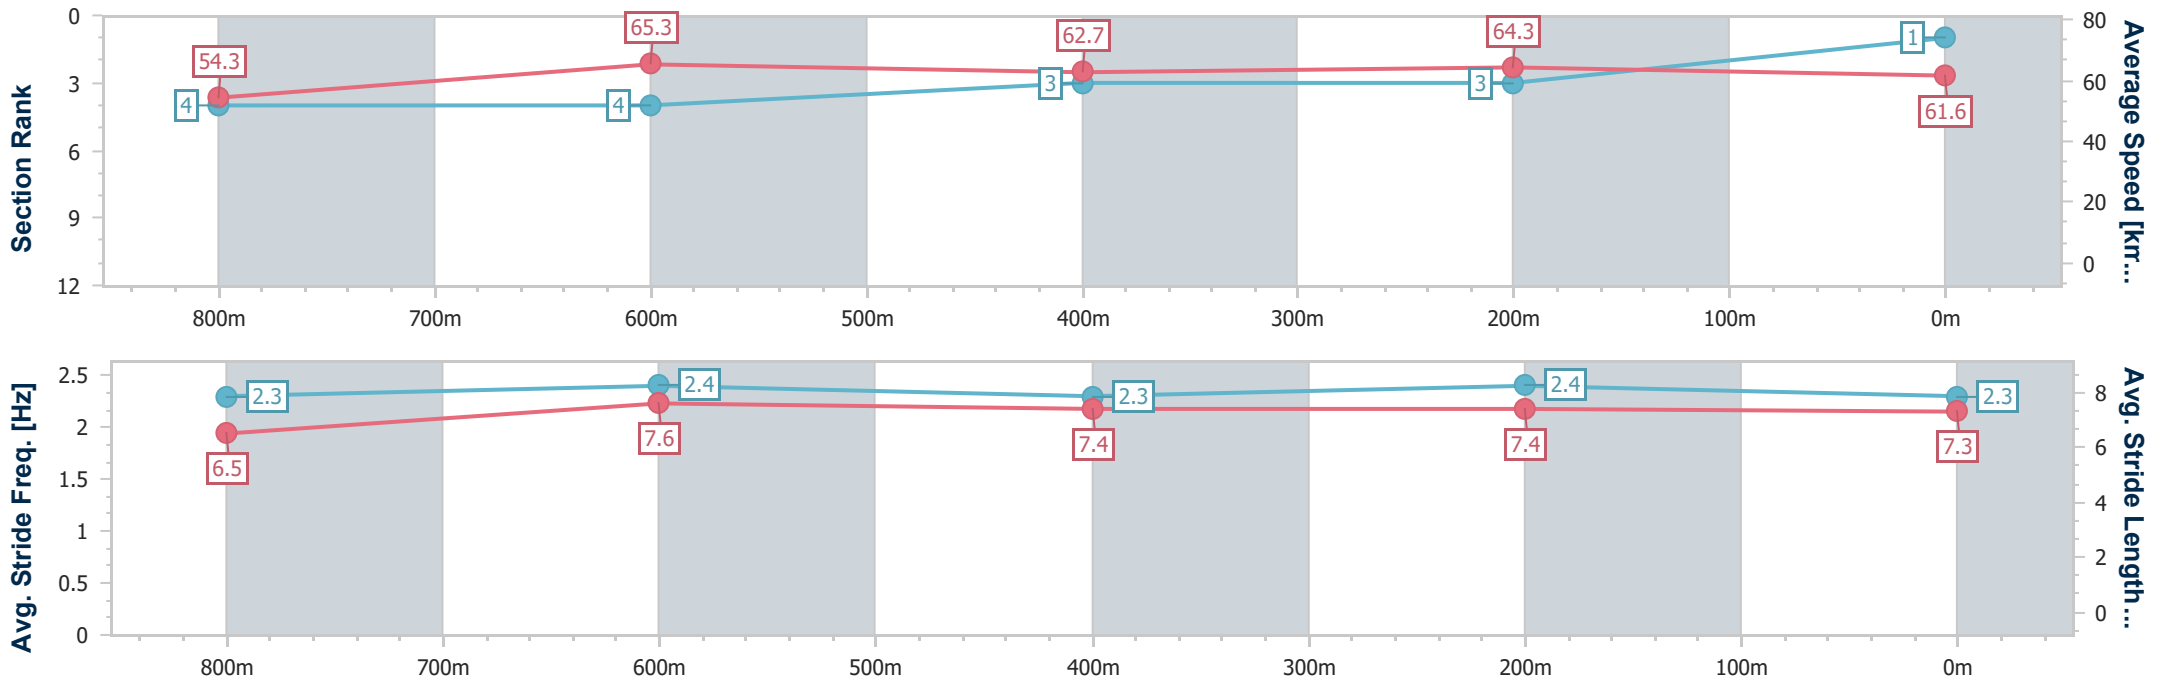 Section Rank
0
3
6
9
12
80
60
40
20
0
Average Speed [km...
54.3
65.3
62.7
64.3
61.6
4
4
3
3
1
800m
700m
600m
500m
400m
300m
200m
100m
0m
Avg. Stride Freq. [Hz]
2.5
2
1.5
1
0.5
0
8
6
4
2
0
Avg. Stride Length...
2.3
2.4
2.3
2.4
2.3
6.5
7.6
7.4
7.4
7.3
800m
700m
600m
500m
400m
300m
200m
100m
0m